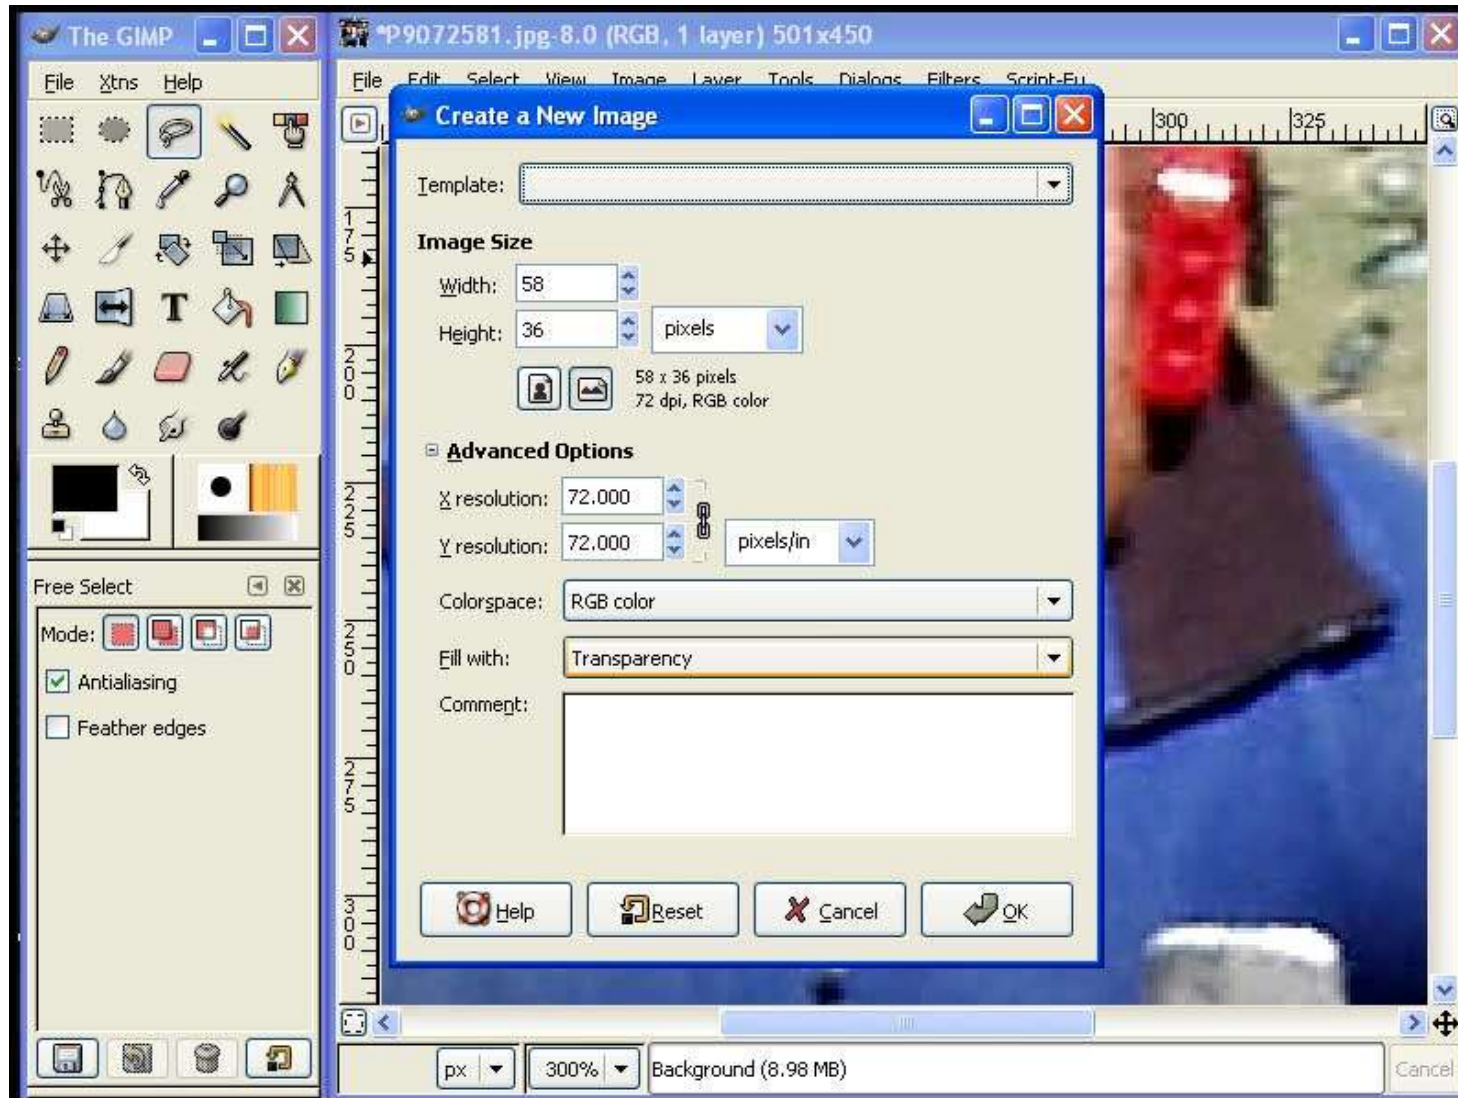 The GIMP
File Xtns Help
Free Select
Mode:
Antialiasing
Feather edges
*P9072581.jpg-8.0 (RGB, 1 layer) 501x450
File Edit Select View Image Layer Tools Dialogs Filters Script-Fu
300 325
175
200
225
250
275
300
Create a New Image
Template:
Image Size
Width: 58
Height: 36 pixels
58 x 36 pixels
72 dpi, RGB color
Advanced Options
X resolution: 72.000
Y resolution: 72.000 pixels/in
Colorspace: RGB color
Fill with: Transparency
Comment:
Help Reset Cancel OK
px 300% Background (8.98 MB) Cancel